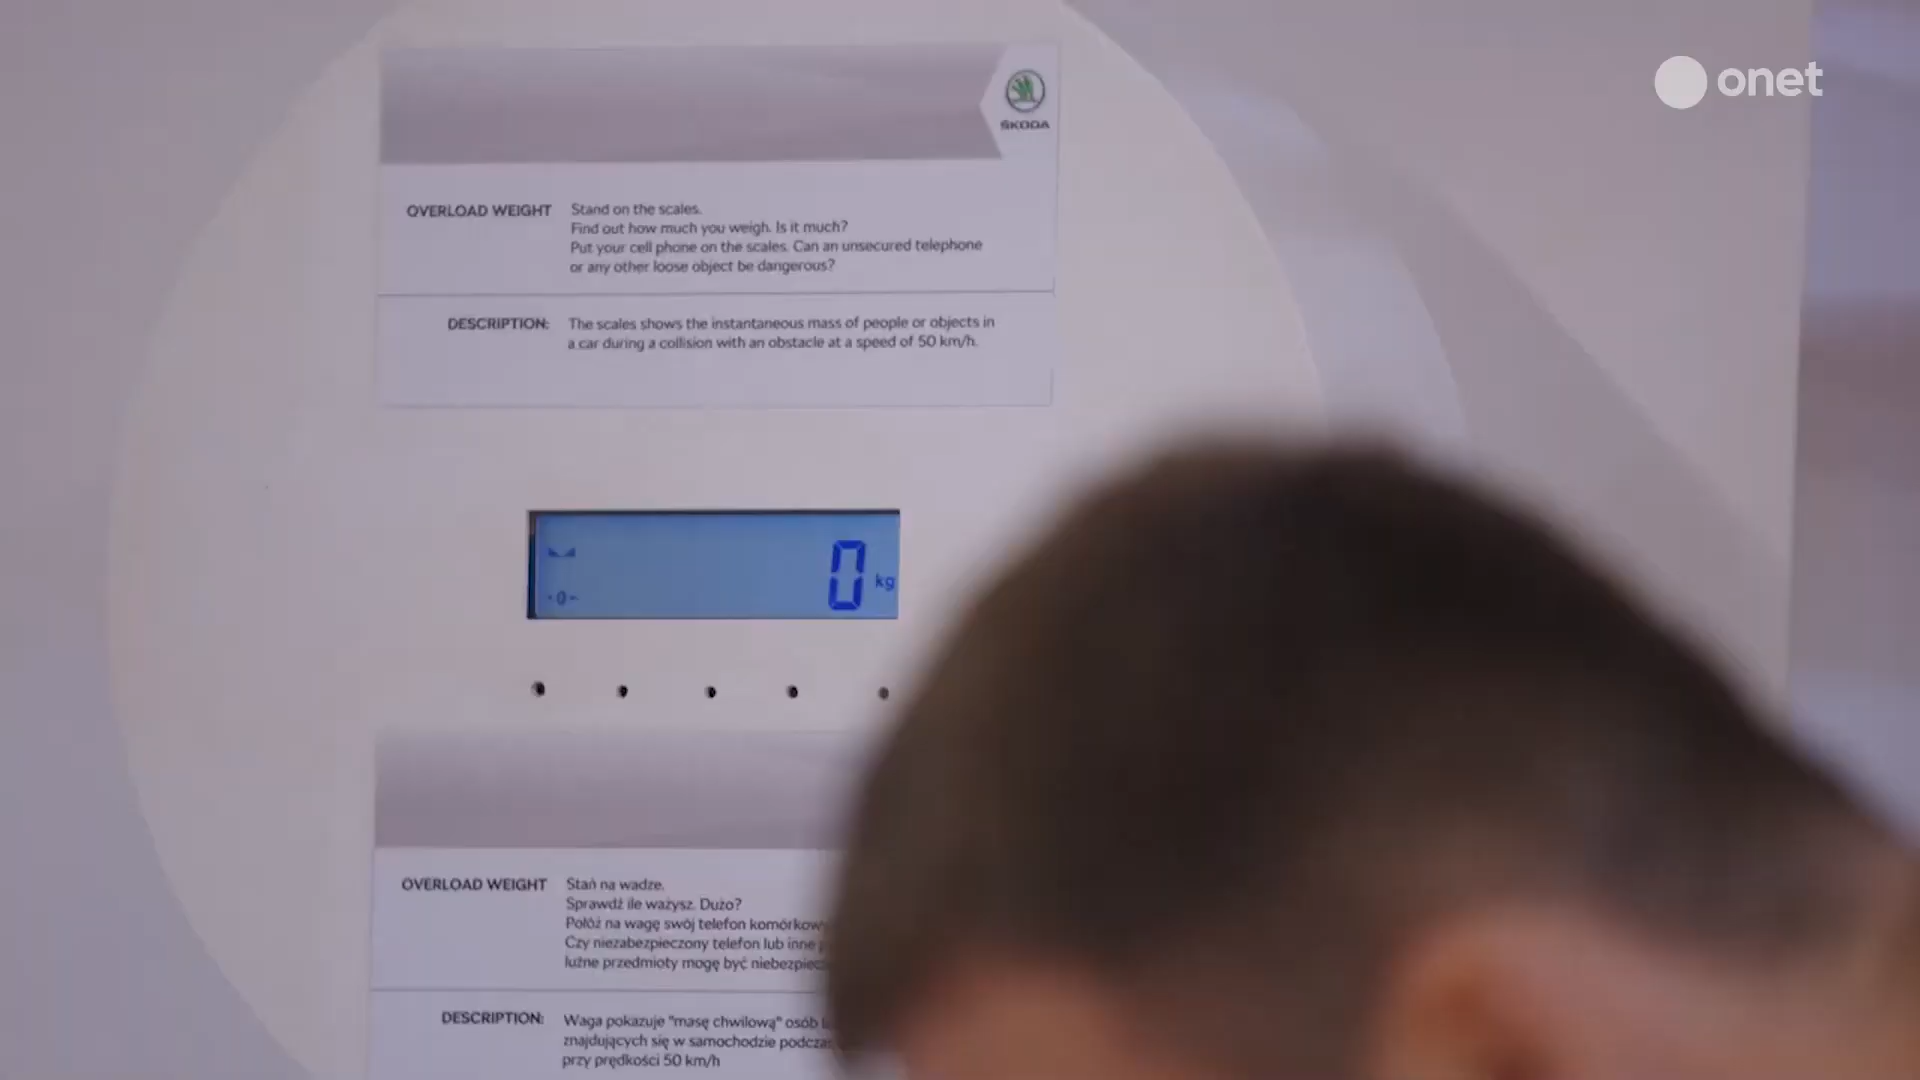 onet
ŠKODA
OVERLOAD WEIGHT
Stand on the scales.
Find out how much you weigh. Is it much?
Put your cell phone on the scales. Can an unsecured telephone
or any other loose object be dangerous?
DESCRIPTION:
The scales shows the instantaneous mass of people or objects in
a car during a collision with an obstacle at a speed of 50 km/h.
0 kg
-0-
OVERLOAD WEIGHT
Stań na wadze.
Sprawdź ile ważysz. Dużo?
Połóż na wagę swój telefon
Czy niezabezpieczony telefon lub inne
luźne przedmioty mogę być
DESCRIPTION:
Waga pokazuje "masę chwilową" osób
znajdujących się w samochodzie
przy prędkości 50 km/h